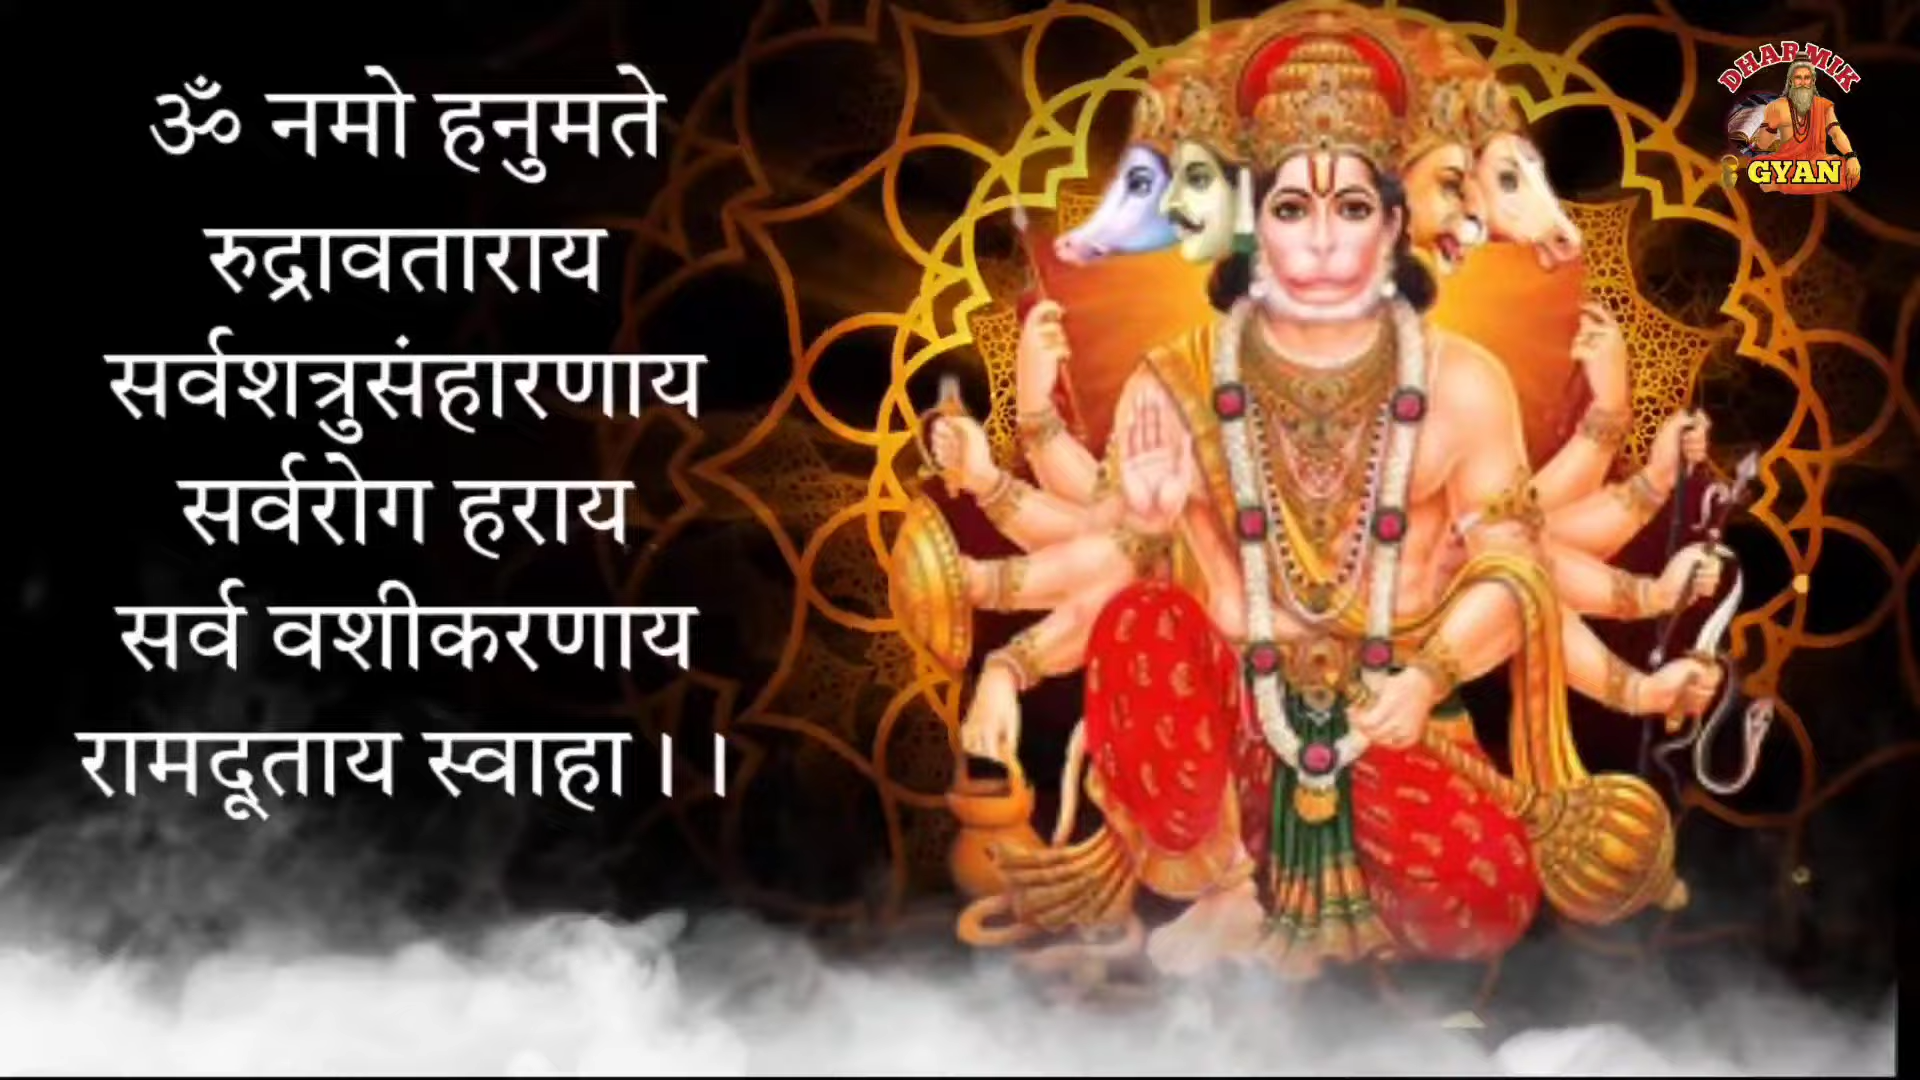 ॐ नमो हनुमते
रुद्रावताराय
सर्वशत्रुसंहारणाय
सर्वरोग हराय
सर्व वशीकरणाय
रामदूताय स्वाहा।।
DHARMIK
GYAN